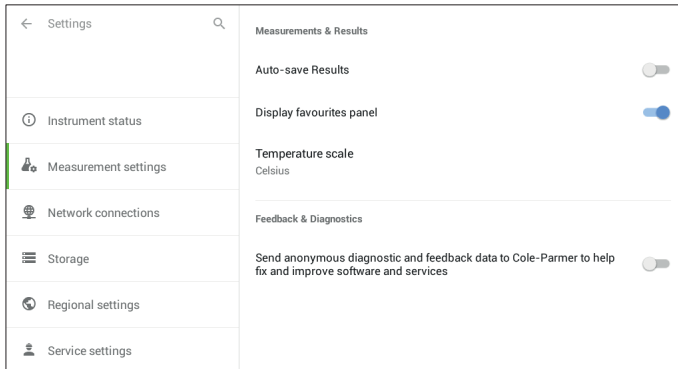 Settings
Instrument status
Measurement settings
Network connections
Storage
Regional settings
Service settings
Measurements & Results
Auto-save Results
Display favourites panel
Temperature scale
Celsius
Feedback & Diagnostics
Send anonymous diagnostic and feedback data to Cole-Parmer to help
fix and improve software and services